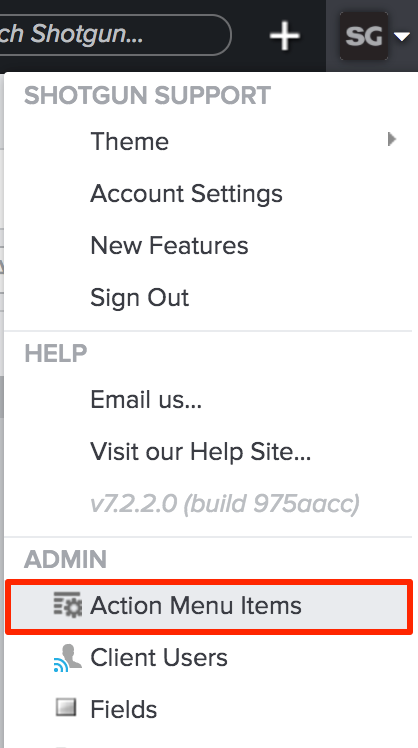 ch Shotgun...
SG
SHOTGUN SUPPORT
Theme
Account Settings
New Features
Sign Out
HELP
Email us...
Visit our Help Site...
v7.2.2.0 (build 975aacc)
ADMIN
Action Menu Items
Client Users
Fields